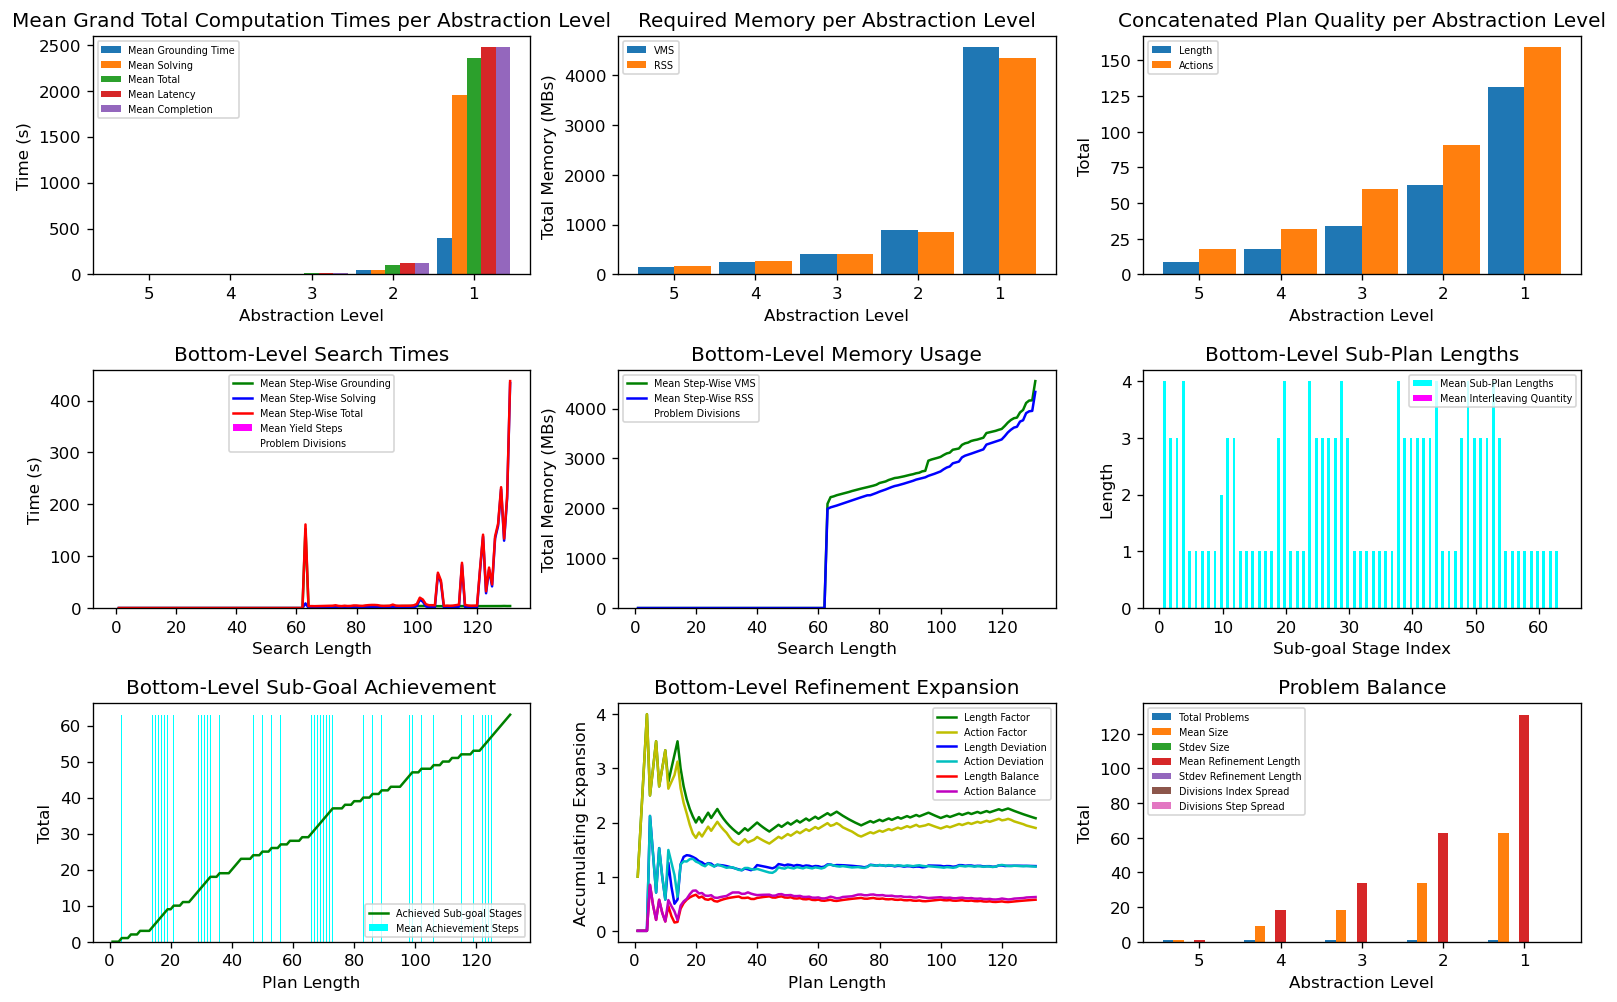 Mean Grand Total Computation Times per Abstraction Level
Time (s)
2500
2000
1500
1000
500
0
Mean Grounding Time
Mean Solving
Mean Total
Mean Latency
Mean Completion
5 4 3 2 1
Abstraction Level
Required Memory per Abstraction Level
Total Memory (MBs)
4000
3000
2000
1000
0
VMS
RSS
5 4 3 2 1
Abstraction Level
Concatenated Plan Quality per Abstraction Level
Total
150
125
100
75
50
25
0
Length
Actions
5 4 3 2 1
Abstraction Level
Bottom-Level Search Times
Time (s)
400
300
200
100
0
Mean Step-Wise Grounding
Mean Step-Wise Solving
Mean Step-Wise Total
Mean Yield Steps
Problem Divisions
0 20 40 60 80 100 120
Search Length
Bottom-Level Memory Usage
Total Memory (MBs)
4000
3000
2000
1000
0
Mean Step-Wise VMS
Mean Step-Wise RSS
Problem Divisions
0 20 40 60 80 100 120
Search Length
Bottom-Level Sub-Plan Lengths
Length
4
3
2
1
0
Mean Sub-Plan Lengths
Mean Interleaving Quantity
0 10 20 30 40 50 60
Sub-goal Stage Index
Bottom-Level Sub-Goal Achievement
Total
60
50
40
30
20
10
0
Achieved Sub-goal Stages
Mean Achievement Steps
0 20 40 60 80 100 120
Plan Length
Bottom-Level Refinement Expansion
Accumulating Expansion
4
3
2
1
0
Length Factor
Action Factor
Length Deviation
Action Deviation
Length Balance
Action Balance
0 20 40 60 80 100 120
Plan Length
Problem Balance
Total
120
100
80
60
40
20
0
Total Problems
Mean Size
Stdev Size
Mean Refinement Length
Stdev Refinement Length
Divisions Index Spread
Divisions Step Spread
5 4 3 2 1
Abstraction Level